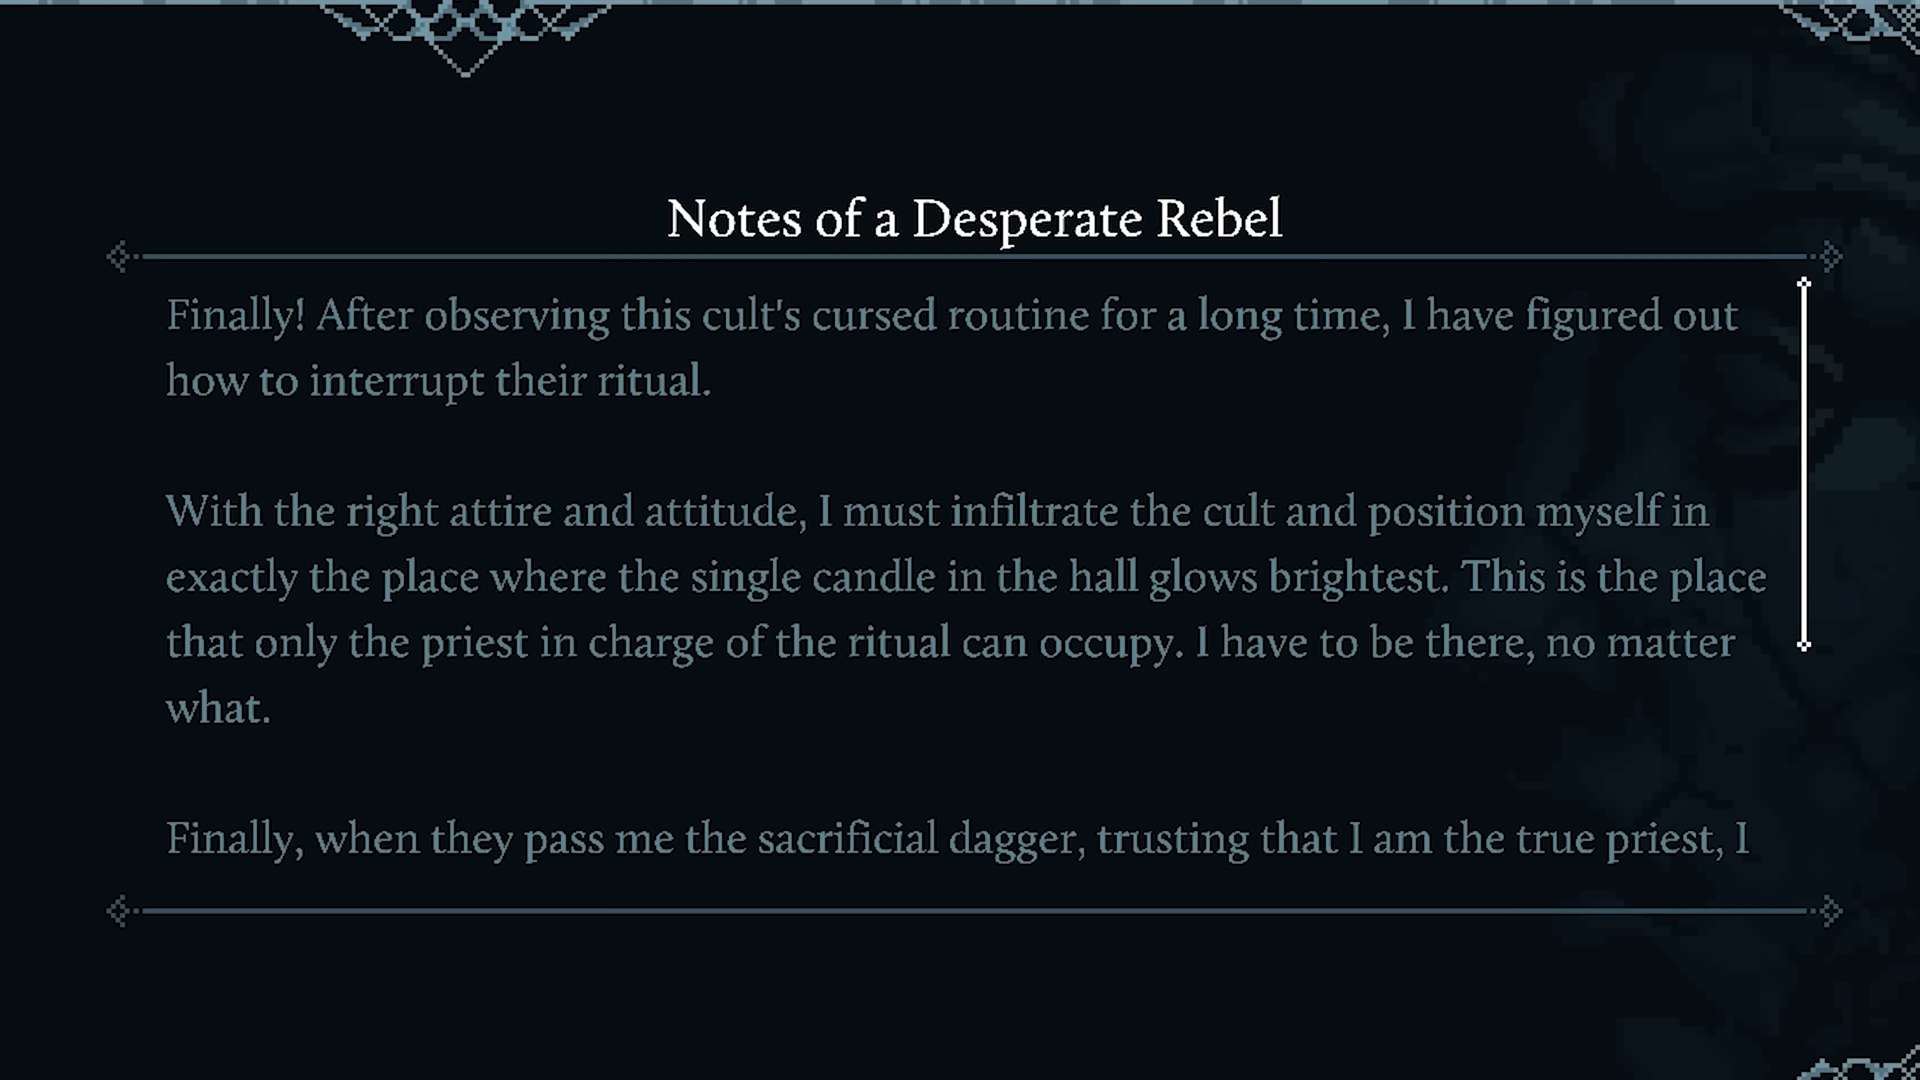 Notes of a Desperate Rebel
Finally! After observing this cult's cursed routine for a long time, I have figured out
how to interrupt their ritual.
With the right attire and attitude, I must infiltrate the cult and position myself in
exactly the place where the single candle in the hall glows brightest. This is the place
that only the priest in charge of the ritual can occupy. I have to be there, no matter
what.
Finally, when they pass me the sacrificial dagger, trusting that I am the true priest, I